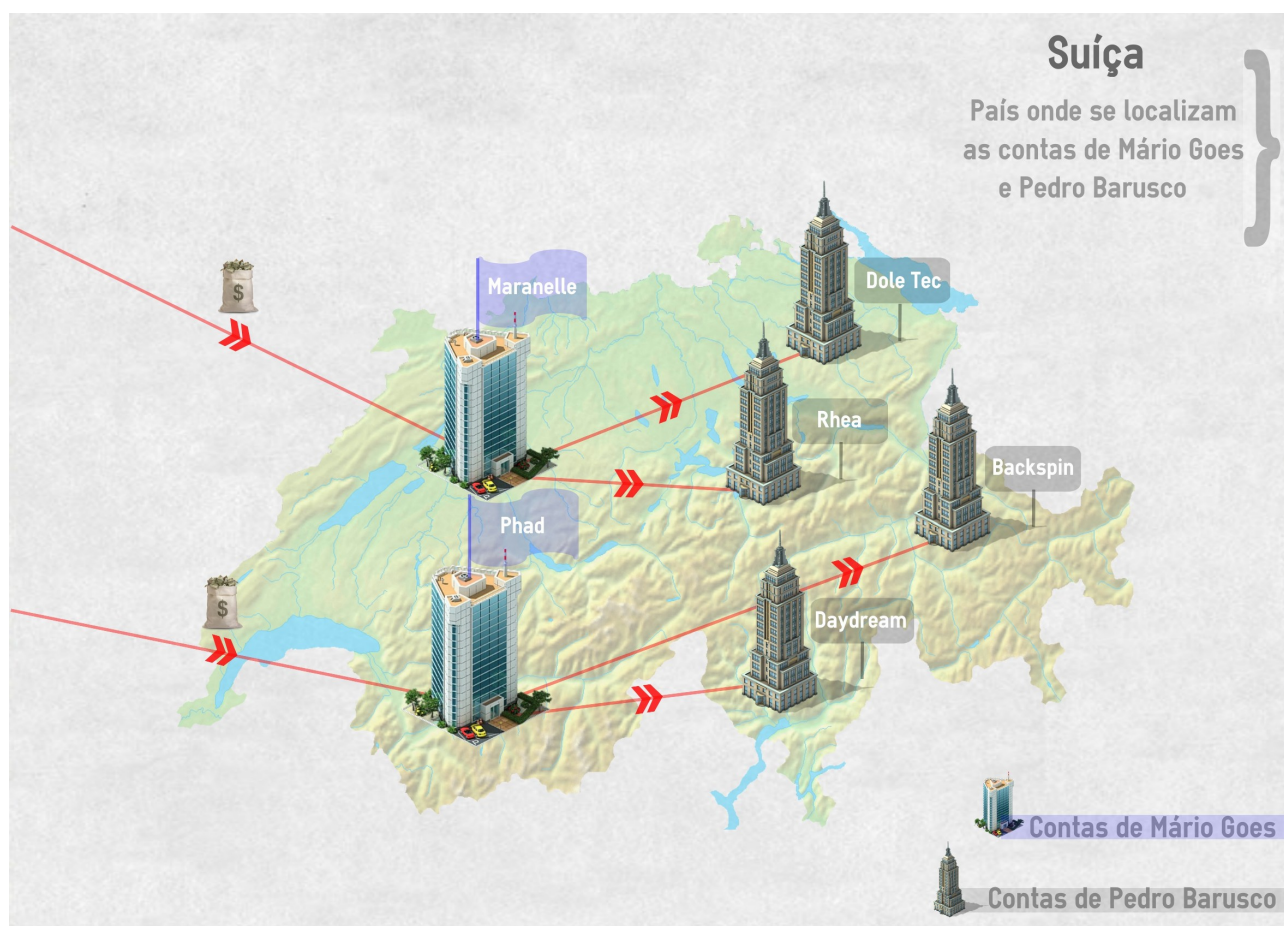 Suíça
País onde se localizam
as contas de Mário Goes
e Pedro Barusco
Maranelle
Dole Tec
Rhea
Backspin
Phad
Daydream
$
$
Contas de Mário Goes
Contas de Pedro Barusco